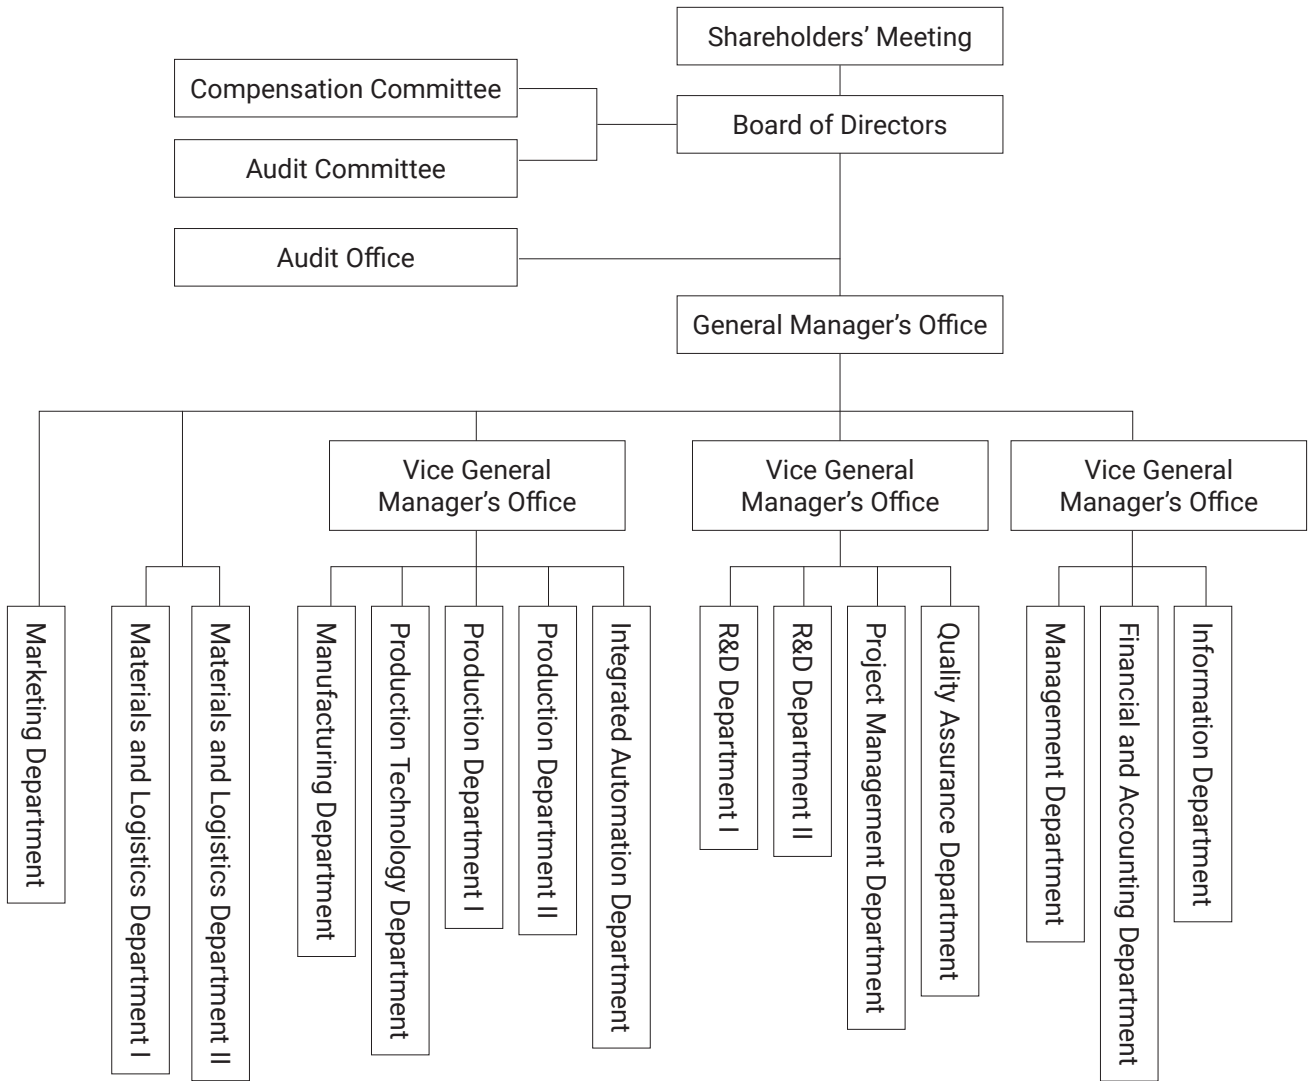 Shareholders’ Meeting
Compensation Committee
Board of Directors
Audit Committee
Audit Office
General Manager’s Office
Vice General
Manager’s Office
Vice General
Manager’s Office
Vice General
Manager’s Office
Marketing Department
Materials and Logistics Department I
Materials and Logistics Department II
Manufacturing Department
Production Technology Department
Production Department I
Production Department II
Integrated Automation Department
R&D Department I
R&D Department II
Project Management Department
Quality Assurance Department
Management Department
Financial and Accounting Department
Information Department